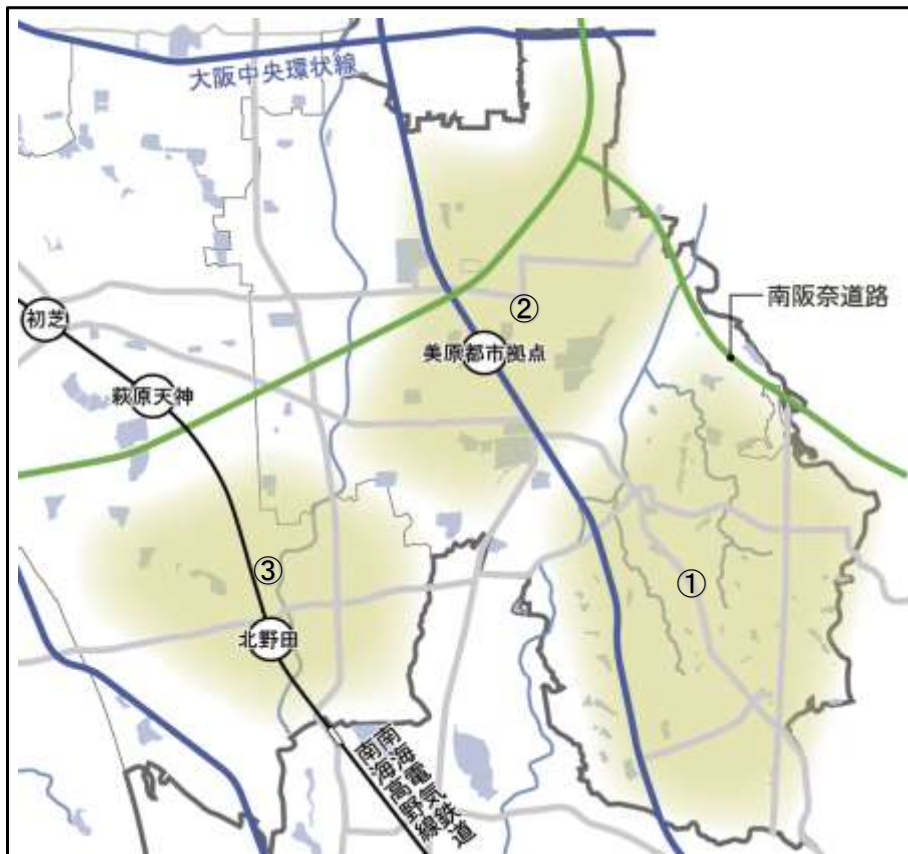 大阪中央環状線
南阪奈道路
初芝
②
美原都市拠点
萩原天神
③
①
北野田
南海電気鉄道
南海高野線